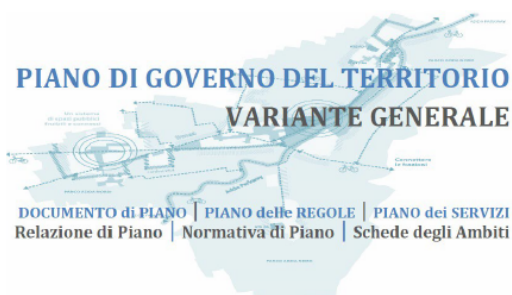 PIANO DI GOVERNO DEL TERRITORIO
VARIANTE GENERALE
DOCUMENTO di PIANO | PIANO delle REGOLE | PIANO dei SERVIZI
Relazione di Piano | Normativa di Piano | Schede degli Ambiti